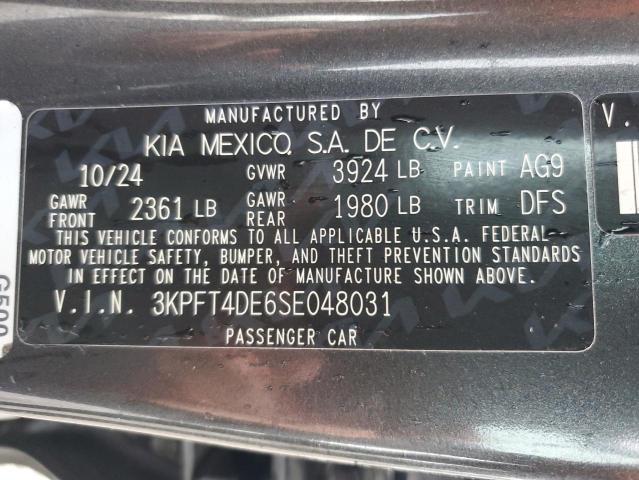 MANUFACTURED BY
KIA MEXICO, S.A. DE C.V.
10/24 GVWR 3924 LB PAINT AG9
GAWR FRONT 2361 LB GAWR REAR 1980 LB TRIM DFS
THIS VEHICLE CONFORMS TO ALL APPLICABLE U.S.A. FEDERAL
MOTOR VEHICLE SAFETY, BUMPER, AND THEFT PREVENTION STANDARDS
IN EFFECT ON THE DATE OF MANUFACTURE SHOWN ABOVE.
V.I.N. 3KPFT4DE6SE048031
PASSENGER CAR
V.
G500